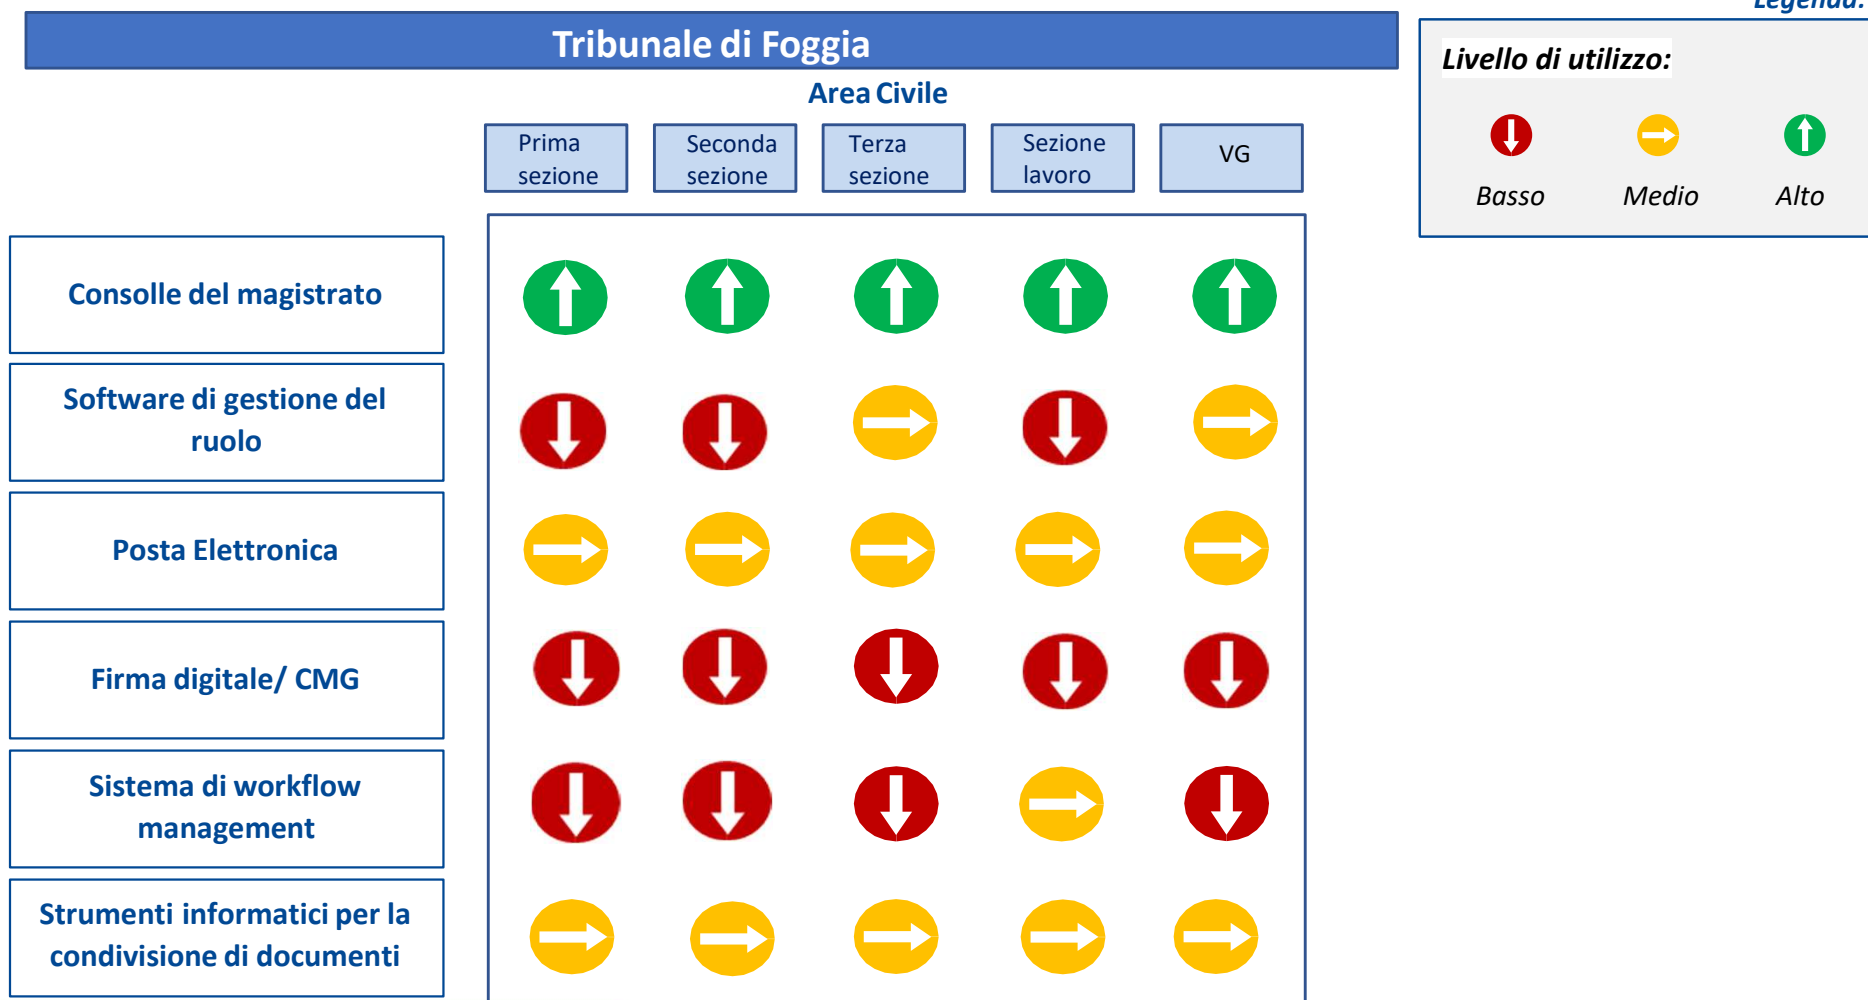 Legenda:
Tribunale di Foggia
Livello di utilizzo:
Area Civile
Prima
sezione
Seconda
sezione
Terza
sezione
Sezione
lavoro
VG
Basso
Medio
Alto
Consolle del magistrato
Software di gestione del
ruolo
Posta Elettronica
Firma digitale/ CMG
Sistema di workflow
management
Strumenti informatici per la
condivisione di documenti